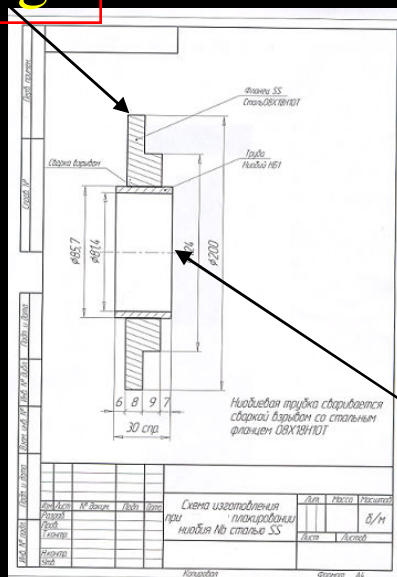 Фланец SS
Сталь08Х18Н10Т
Труба
Ниобий НБ1
Сварка взрывом
Ø85,7
Ø81,4
Ø200
6 8 9 7
30 спр.
Ниобиевая трубка сваривается
сваркой взрывом со стальным
фланцем 08Х18Н10Т
Перв. примен.
Справ. №
Подп. и дата
Инв. № дубл.
Взам. инв. №
Подп. и дата
Инв. № подл.
Изм. Лист № докум. Подп. Дата
Разраб.
Пров.
Т.контр.
Н.контр.
Утв.
Схема изготовления
при плакировании
ниобия Nb сталью SS
Лит. Масса Масштаб
б/м
Лист Листов
Копировал
Формат А4